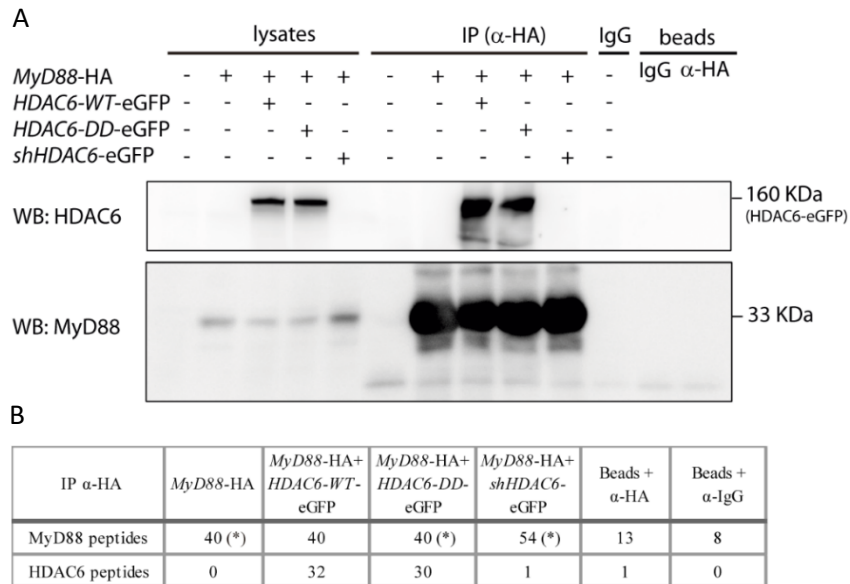 A
lysates IP (α-HA) IgG beads
MyD88-HA - + + + + - + + + + - IgG α-HA
HDAC6-WT-eGFP - - + - - - - + - - -
HDAC6-DD-eGFP - - - + - - - - + - -
shHDAC6-eGFP - - - - + - - - - + -
WB: HDAC6 160 KDa
(HDAC6-eGFP)
WB: MyD88 33 KDa
B
IP α-HA MyD88-HA MyD88-HA+ HDAC6-WT-eGFP MyD88-HA+ HDAC6-DD-eGFP MyD88-HA+ shHDAC6-eGFP Beads + α-HA Beads + α-IgG
MyD88 peptides 40 (*) 40 40 (*) 54 (*) 13 8
HDAC6 peptides 0 32 30 1 1 0